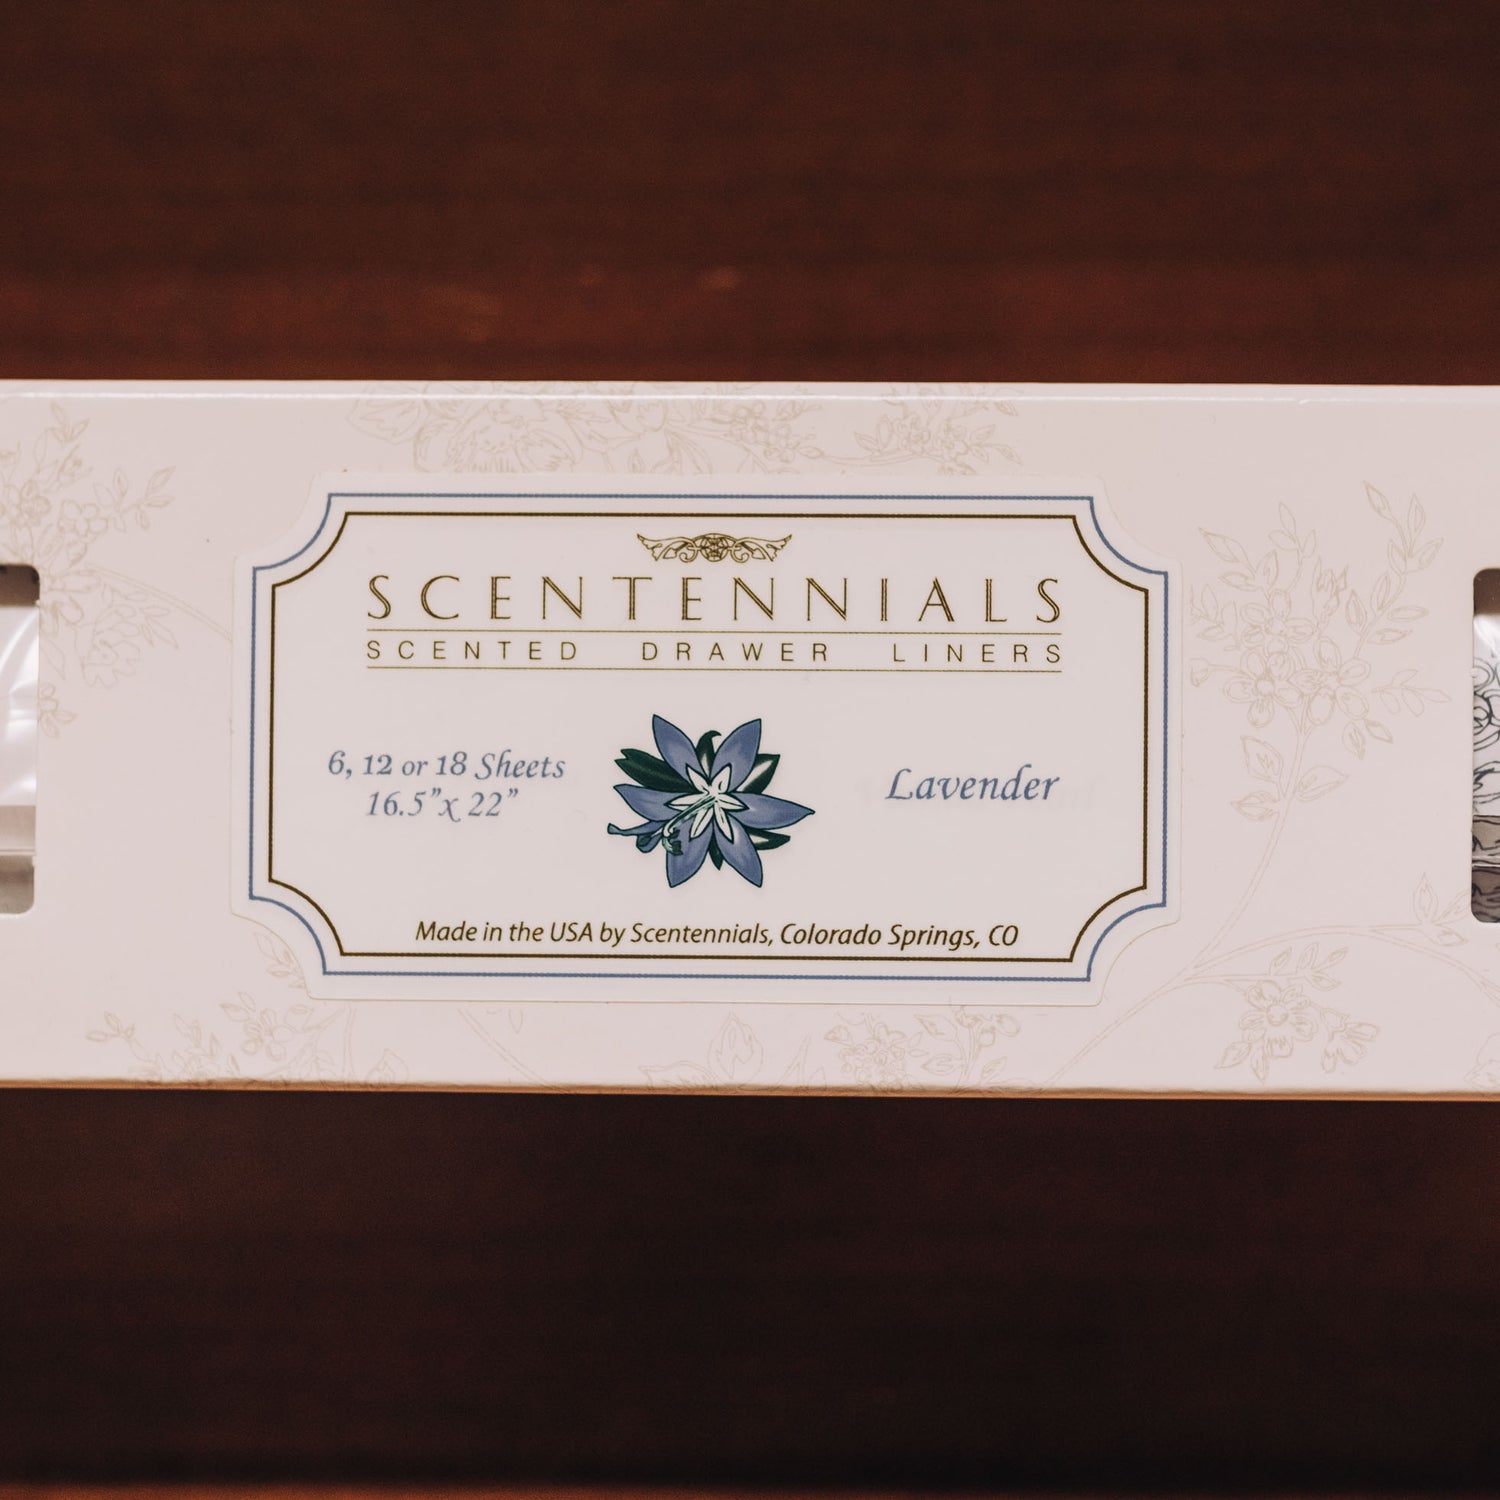 SCENTENNIALS
SCENTED DRAWER LINERS
6, 12 or 18 Sheets
16.5"x 22"
Lavender
Made in the USA by Scentennials, Colorado Springs, CO